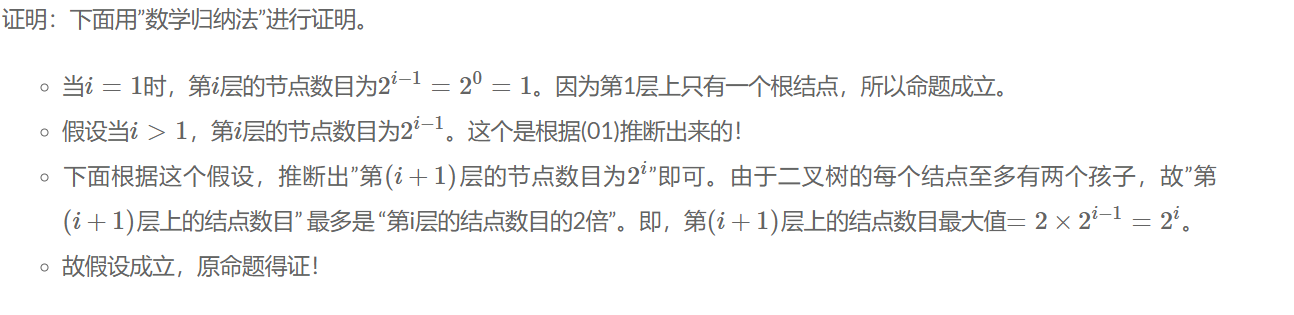 证明：下面用”数学归纳法”进行证明。
当i = 1时，第i层的节点数目为2^{i−1} = 2^0 = 1。因为第1层上只有一个根结点，所以命题成立。
假设当i > 1，第i层的节点数目为2^{i−1}。这个是根据(01)推断出来的！
下面根据这个假设，推断出”第(i + 1)层的节点数目为2^i”即可。由于二叉树的每个结点至多有两个孩子，故”第
(i + 1)层上的结点数目” 最多是 “第i层的结点数目的2倍”。即，第(i + 1)层上的结点数目最大值= 2 × 2^{i−1} = 2^i。
故假设成立，原命题得证！